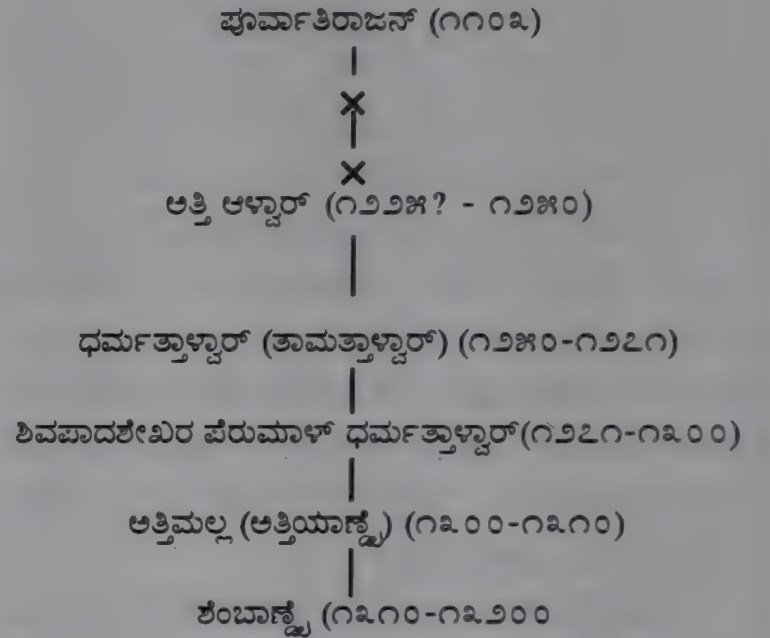 ಪೂರ್ವಾತಿರಾಜನ್ (೧೧೦೩)
ಅತ್ತಿ ಆಳ್ವಾರ್ (೧೨೨೫? - ೧೨೫೦)
ಧರ್ಮತ್ತಾಳ್ವಾರ್ (ತಾಮತ್ತಾಳ್ವಾರ್) (೧೨೫೦-೧೨೭೧)
ಶಿವಪಾದಶೇಖರ ಪೆರುಮಾಳ್ ಧರ್ಮತ್ತಾಳ್ವಾರ್(೧೨೭೧-೧೩೦೦)
ಅತ್ತಿಮಲ್ಲ (ಅತ್ತಿಯಾಣ್ಡೈ) (೧೩೦೦-೧೩೧೦)
ಶೆಂಬಾಣ್ಡೈ (೧೩೧೦-೧೩೨೦೦